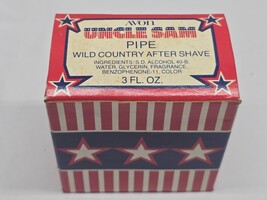 AVON
UNCLE SAM
PIPE
WILD COUNTRY AFTER SHAVE
INGREDIENTS: S.D. ALCOHOL 40-B,
WATER, GLYCERIN, FRAGRANCE,
BENZOPHENONE-11, COLOR
3 FL. OZ.